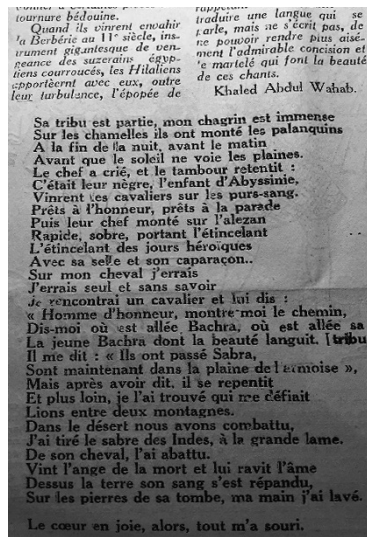 tournure bédouine.
Quand ils vinrent envahir
la Berbérie au 11e siècle, ins-
trument gigantesque de ven-
geance des suzerains égyp-
tiens courroucés, les Hilaliens
apportèrent avec eux, outre
leur turbulance, l'épopée de
traduire une langue qui se
parle, mais ne s'écrit pas, de
ne pouvoir rendre plus aisé-
ment l'admirable concision et
le martelé qui font la beauté
de ces chants.
Khaled Abdul Wahab.
Sa tribu est partie, mon chagrin est immense
Sur les chamelles ils ont monté les palanquins
A la fin de la nuit, avant le matin
Avant que le soleil ne voie les plaines.
Le chef a crié, et le tambour retentit :
C'était leur nègre, l'enfant d'Abyssinie,
Vinrent les cavaliers sur les purs-sang.
Prêts à l'honneur, prêts à la parade
Puis leur chef monté sur l'alezan
Rapide, sobre, portant l'étincelant
L'étincelant des jours héroïques
Avec sa selle et son caparaçon..
Sur mon cheval j'errais
J'errais seul et sans savoir
Je rencontrai un cavalier et lui dis :
« Homme d'honneur, montre-moi le chemin,
Dis-moi où est allée Bachra, où est allée sa
La jeune Bachra dont la beauté languit. [tribu
Il me dit : « Ils ont passé Sabra,
Sont maintenant dans la plaine de
Mais après avoir dit, il se repentit
Et plus loin, je l'ai trouvé qui me défiait
Lions entre deux montagnes.
Dans le désert nous avons combattu,
J'ai tiré le sabre des Indes, à la grande lame.
De son cheval, l'ai abattu.
Vint l'ange de la mort et lui ravit l'âme
Dessus la terre son sang s'est répandu,
Sur les pierres de sa tombe, ma main j'ai lavé.
Le cœur en joie, alors, tout m'a souri.